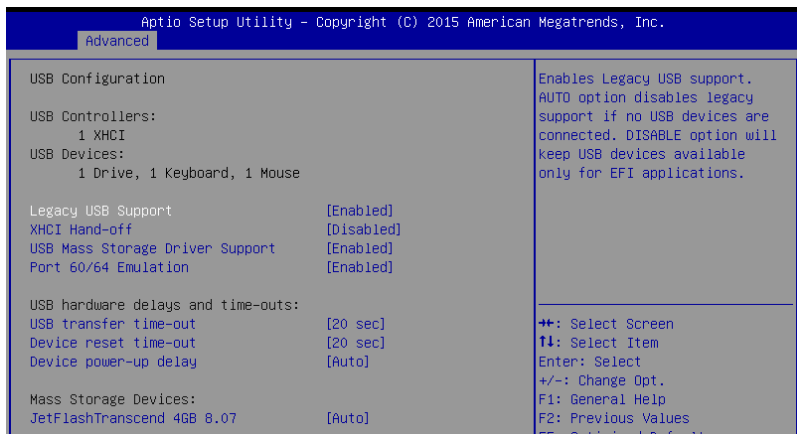 Aptio Setup Utility – Copyright (C) 2015 American Megatrends, Inc.
Advanced
USB Configuration
USB Controllers:
1 XHCI
USB Devices:
1 Drive, 1 Keyboard, 1 Mouse
Legacy USB Support [Enabled]
XHCI Hand-off [Disabled]
USB Mass Storage Driver Support [Enabled]
Port 60/64 Emulation [Enabled]
USB hardware delays and time-outs:
USB transfer time-out [20 sec]
Device reset time-out [20 sec]
Device power-up delay [Auto]
Mass Storage Devices:
JetFlashTranscend 4GB 8.07 [Auto]
Enables Legacy USB support.
AUTO option disables legacy
support if no USB devices are
connected. DISABLE option will
keep USB devices available
only for EFI applications.
→←: Select Screen
↑↓: Select Item
Enter: Select
+/-: Change Opt.
F1: General Help
F2: Previous Values